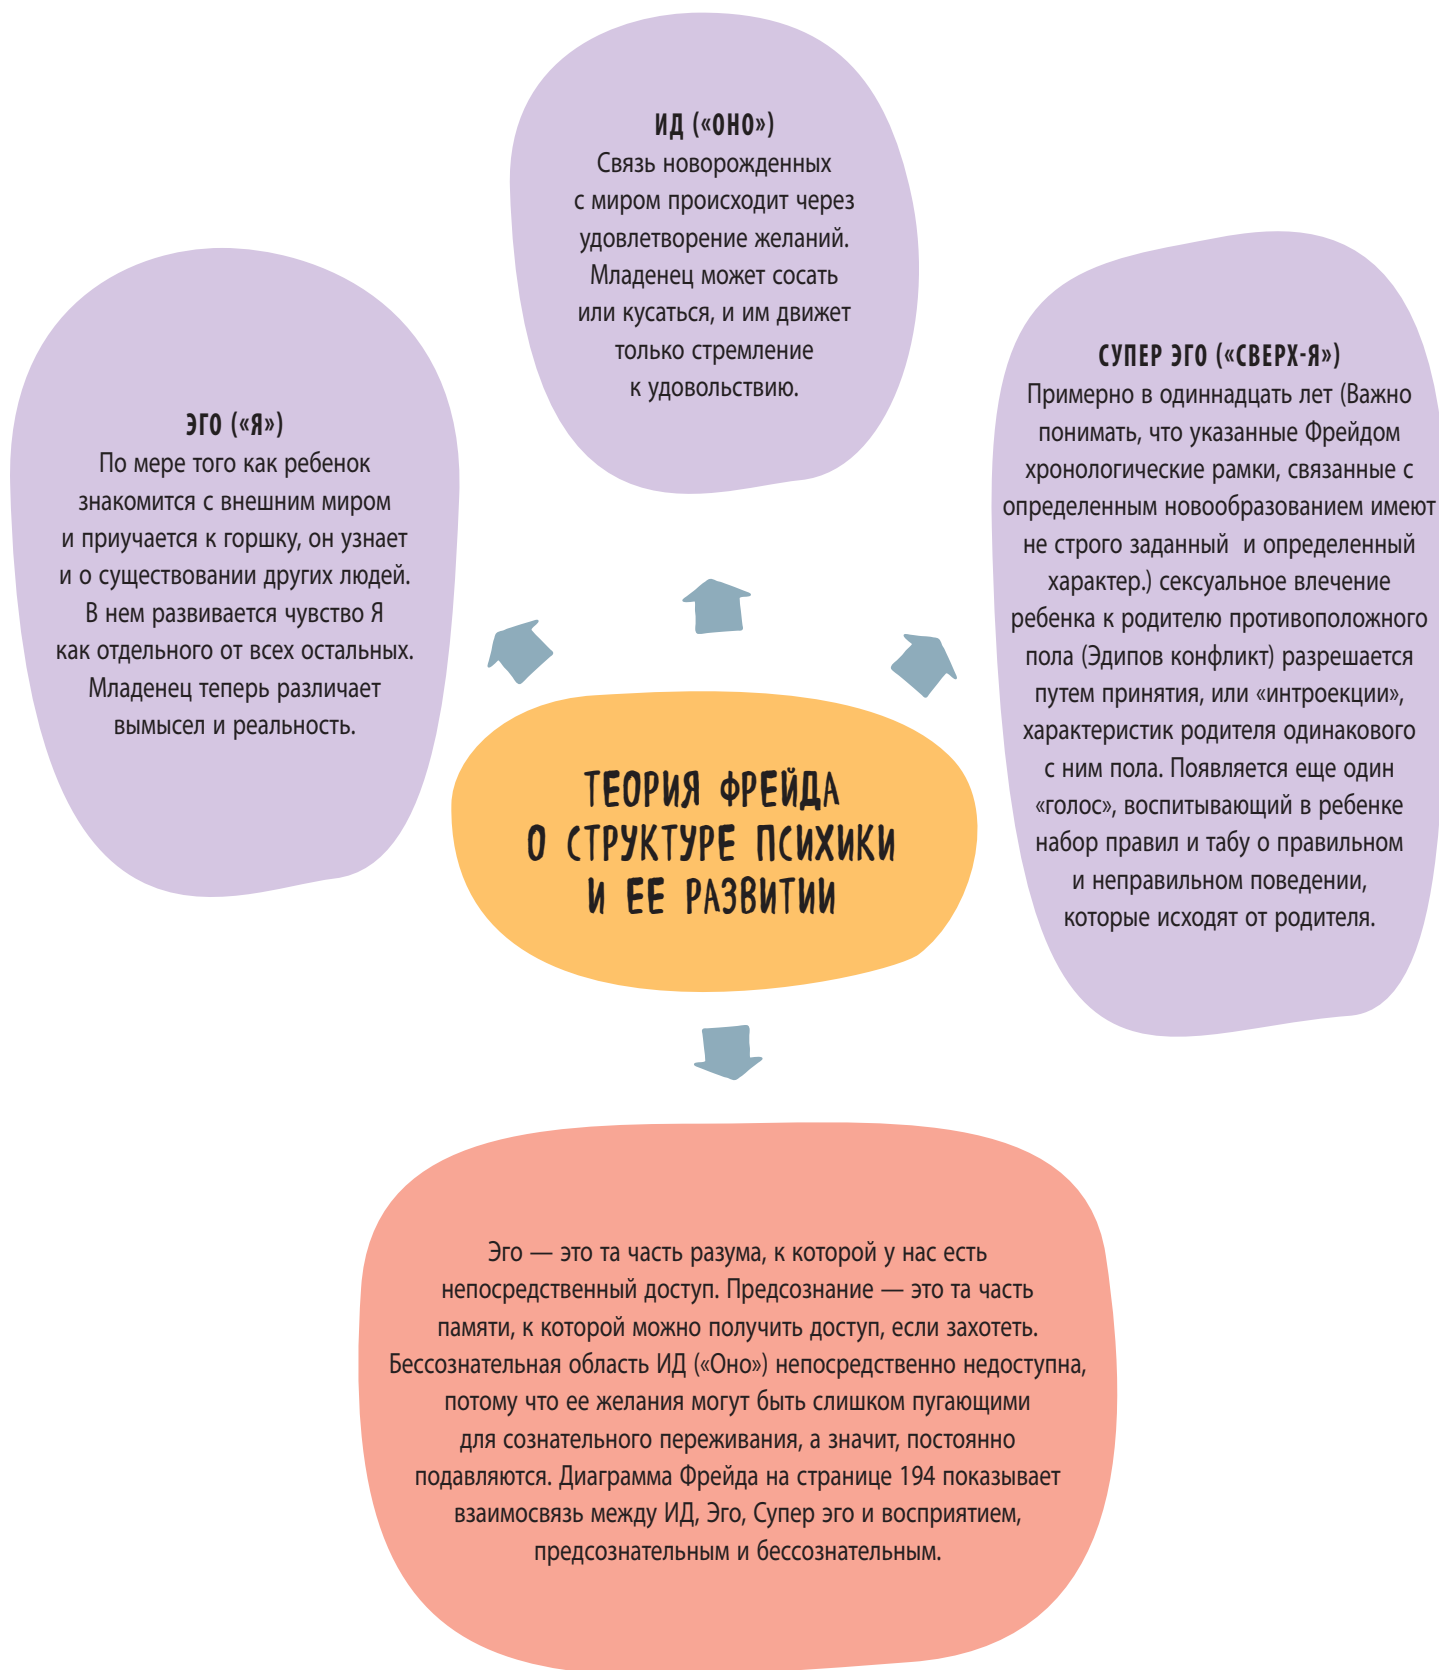 ИД («ОНО»)
Связь новорожденных
с миром происходит через
удовлетворение желаний.
Младенец может сосать
или кусаться, и им движет
только стремление
к удовольствию.
ЭГО («Я»)
По мере того как ребенок
знакомится с внешним миром
и приучается к горшку, он узнает
и о существовании других людей.
В нем развивается чувство Я
как отдельного от всех остальных.
Младенец теперь различает
вымысел и реальность.
СУПЕР ЭГО («СВЕРХ-Я»)
Примерно в одиннадцать лет (Важно
понимать, что указанные Фрейдом
хронологические рамки, связанные с
определенным новообразованием имеют
не строго заданный  и определенный
характер.) сексуальное влечение
ребенка к родителю противоположного
пола (Эдипов конфликт) разрешается
путем принятия, или «интроекции»,
характеристик родителя одинакового
с ним пола. Появляется еще один
«голос», воспитывающий в ребенке
набор правил и табу о правильном
и неправильном поведении,
которые исходят от родителя.
ТЕОРИЯ ФРЕЙДА
О СТРУКТУРЕ ПСИХИКИ
И ЕЕ РАЗВИТИИ
Эго — это та часть разума, к которой у нас есть
непосредственный доступ. Предсознание — это та часть
памяти, к которой можно получить доступ, если захотеть.
Бессознательная область ИД («Оно») непосредственно недоступна,
потому что ее желания могут быть слишком пугающими
для сознательного переживания, а значит, постоянно
подавляются. Диаграмма Фрейда на странице 194 показывает
взаимосвязь между ИД, Эго, Супер эго и восприятием,
предсознательным и бессознательным.